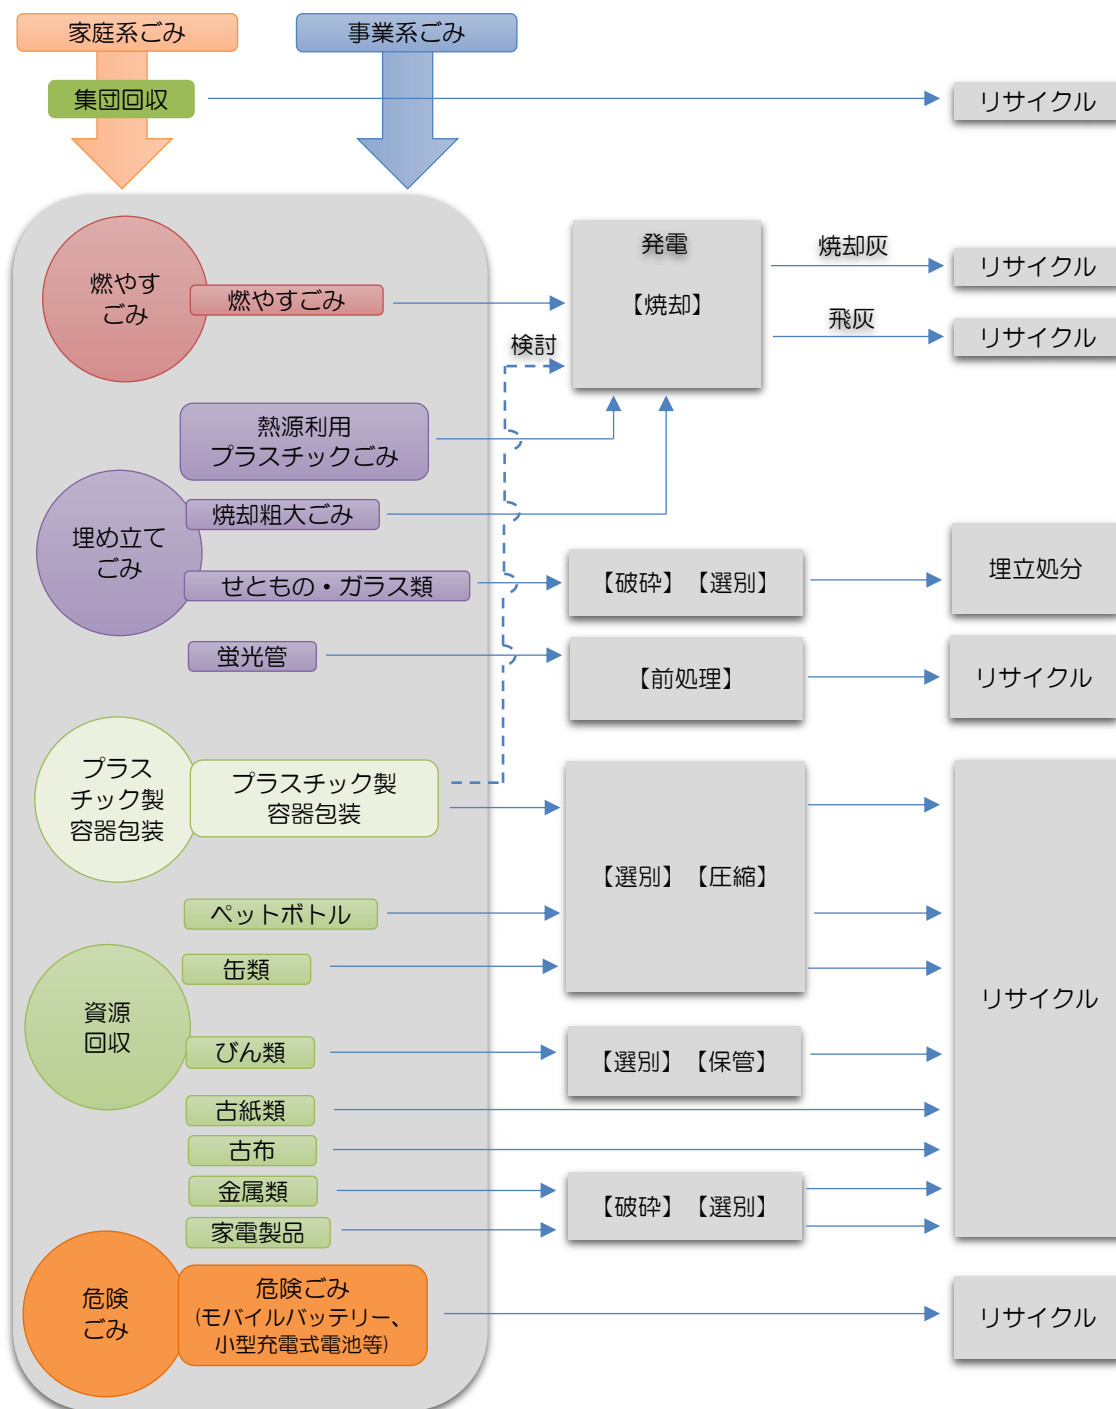 家庭系ごみ
事業系ごみ
集団回収
リサイクル
燃やす
ごみ
燃やすごみ
発電
【焼却】
焼却灰
リサイクル
飛灰
リサイクル
検討
熱源利用
プラスチックごみ
埋め立て
ごみ
焼却粗大ごみ
せともの・ガラス類
【破砕】【選別】
埋立処分
蛍光管
【前処理】
リサイクル
プラス
チック製
容器包装
プラスチック製
容器包装
【選別】【圧縮】
ペットボトル
缶類
リサイクル
資源
回収
びん類
【選別】【保管】
古紙類
古布
金属類
【破砕】【選別】
家電製品
危険
ごみ
危険ごみ
(モバイルバッテリー、
小型充電式電池等)
リサイクル